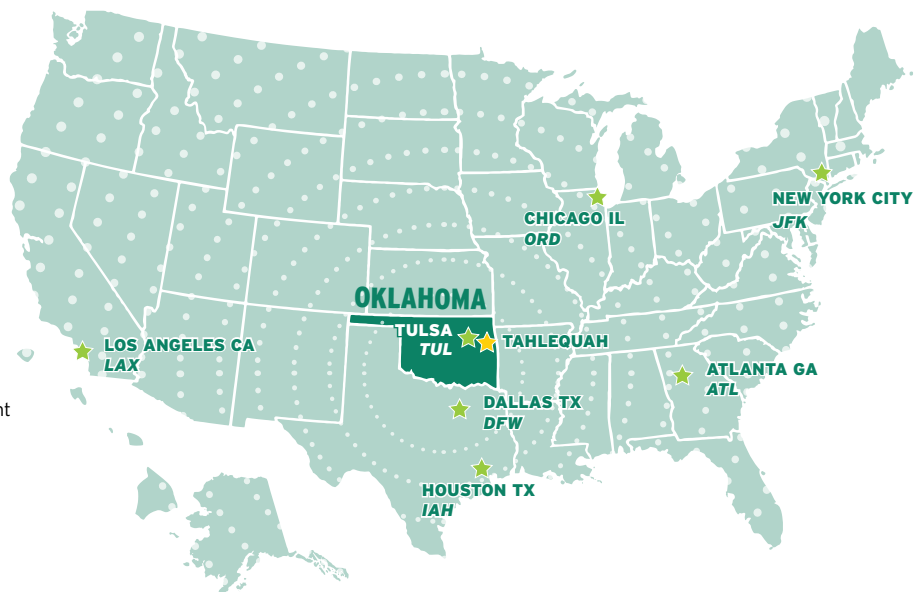 NEW YORK CITY
JFK
CHICAGO IL
ORD
OKLAHOMA
TULSA
TUL
TAHLEQUAH
LOS ANGELES CA
LAX
ATLANTA GA
ATL
DALLAS TX
DFW
HOUSTON TX
IAH